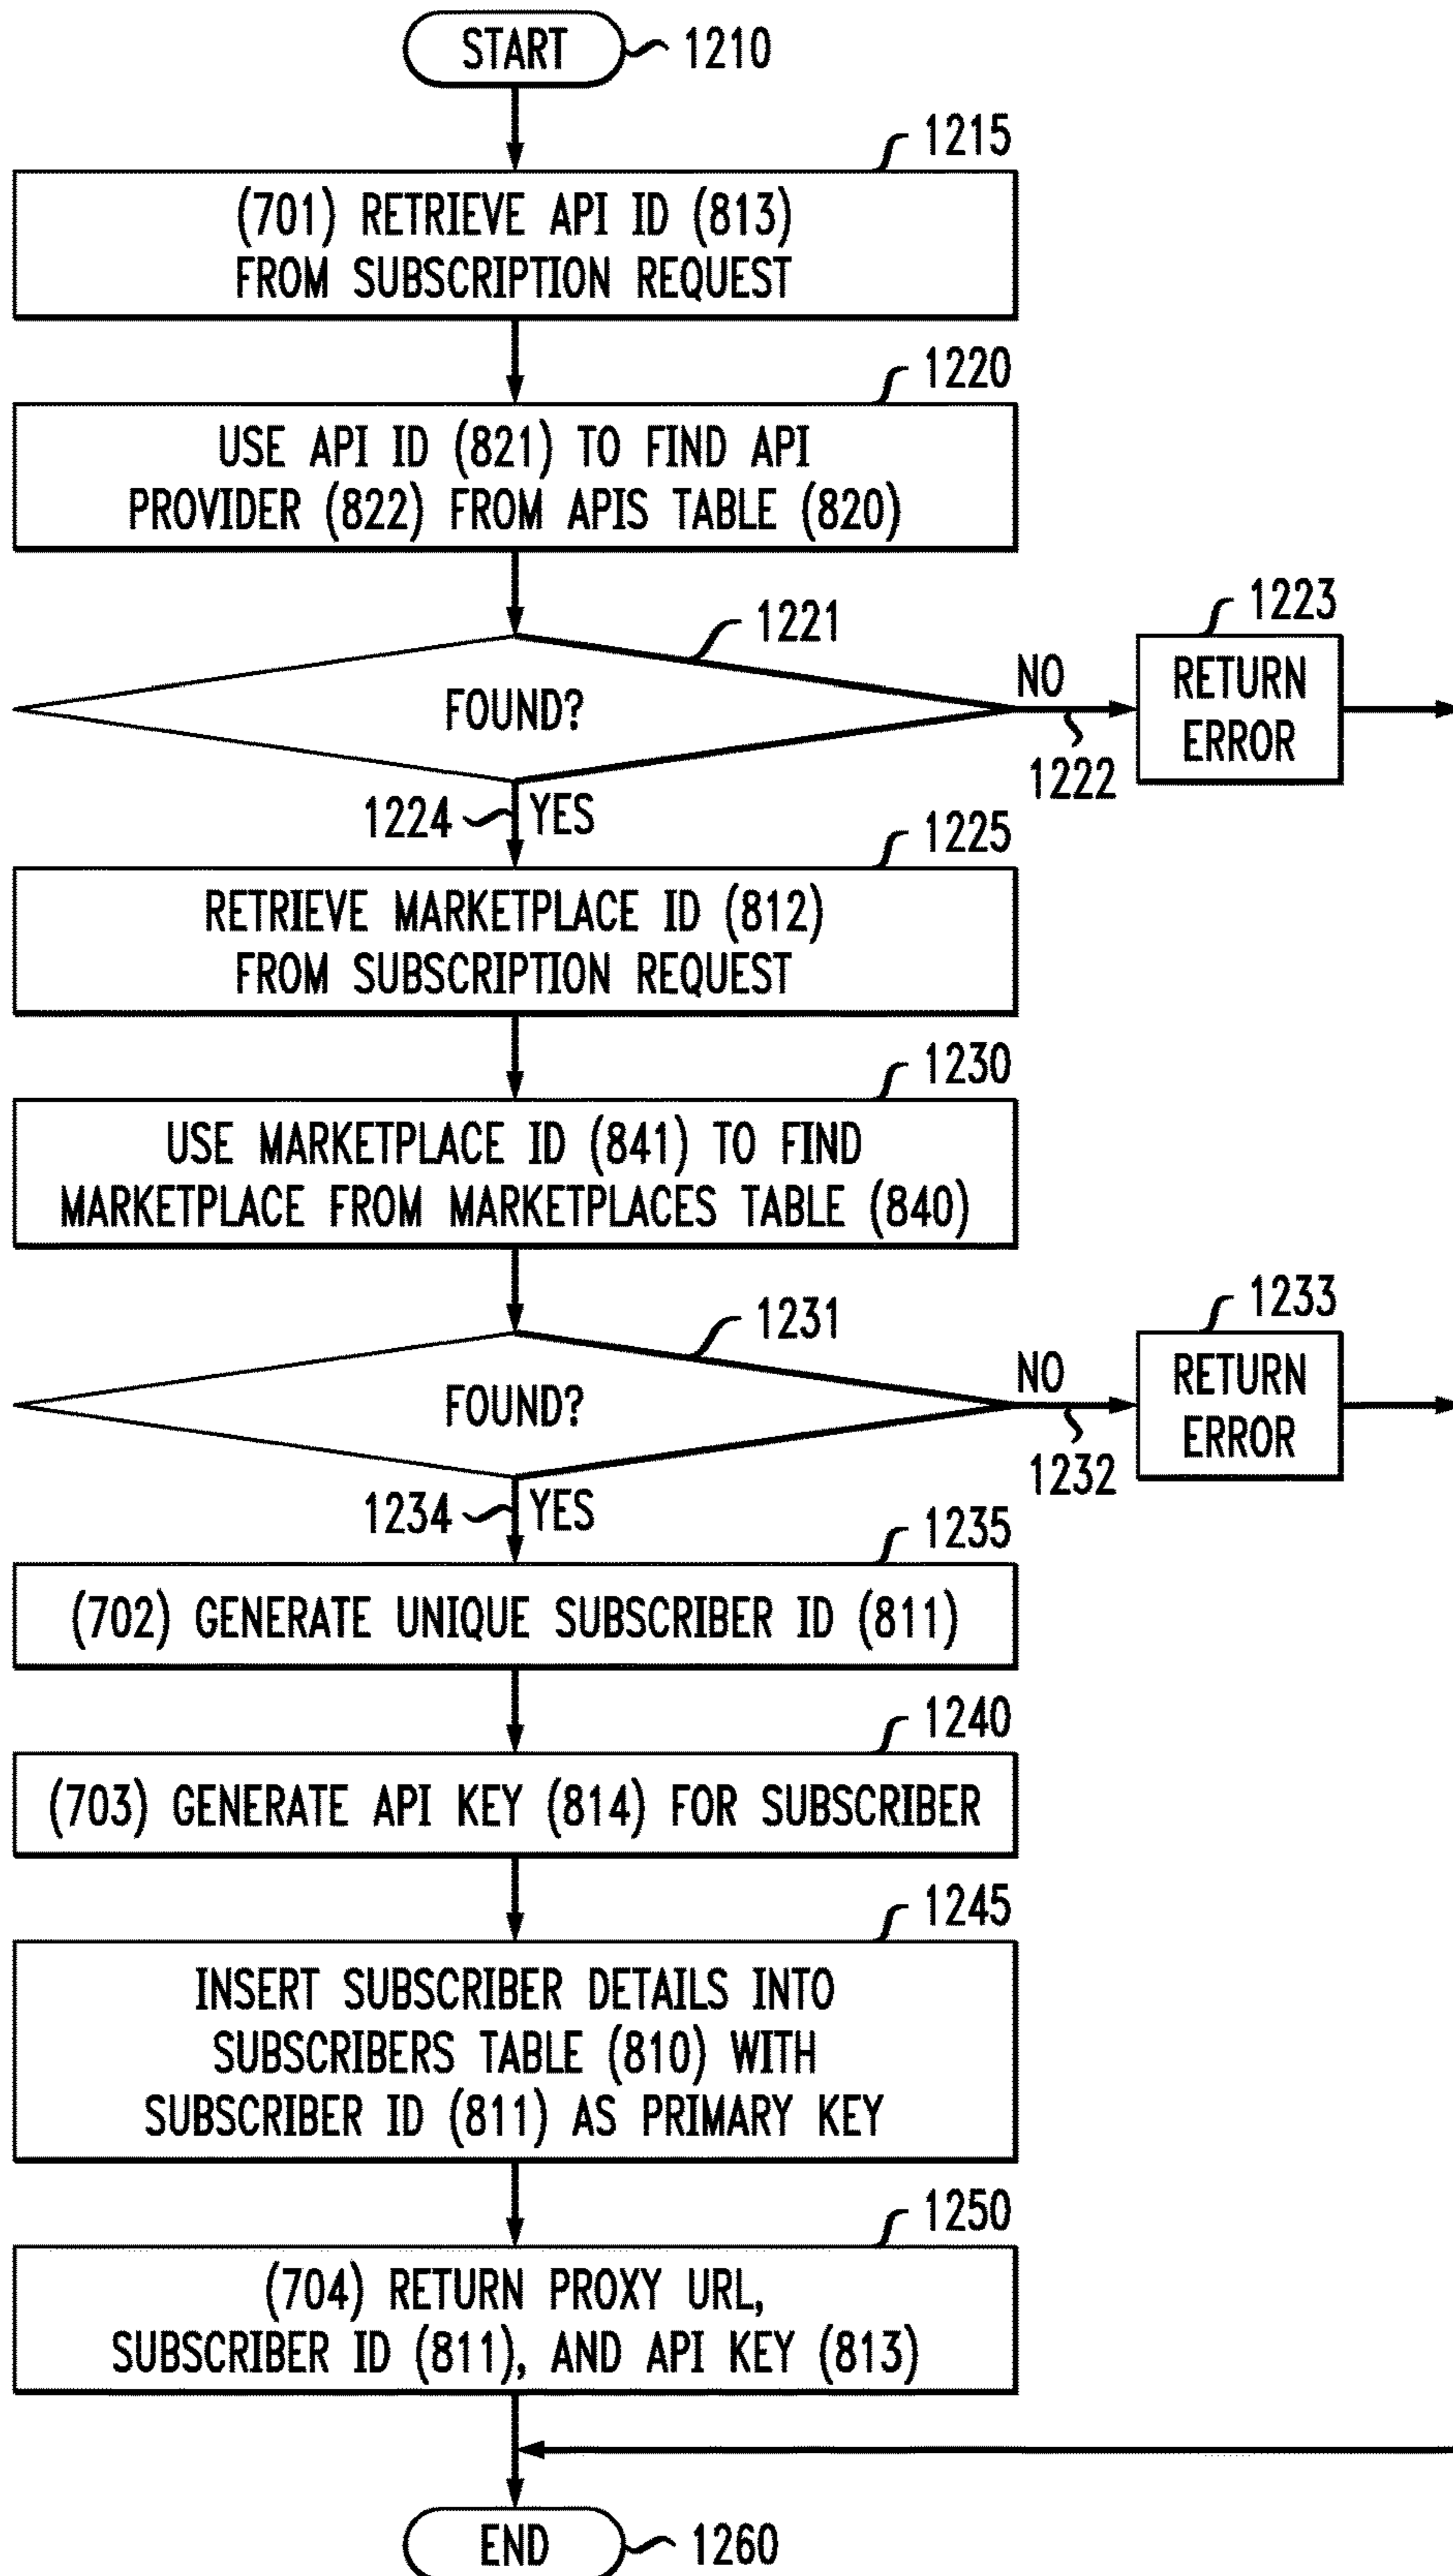 START
1210
1215
(701) RETRIEVE API ID (813)
FROM SUBSCRIPTION REQUEST
1220
USE API ID (821) TO FIND API
PROVIDER (822) FROM APIS TABLE (820)
1221
FOUND?
NO
1222
1223
RETURN
ERROR
1224
YES
1225
RETRIEVE MARKETPLACE ID (812)
FROM SUBSCRIPTION REQUEST
1230
USE MARKETPLACE ID (841) TO FIND
MARKETPLACE FROM MARKETPLACES TABLE (840)
1231
FOUND?
NO
1232
1233
RETURN
ERROR
1234
YES
1235
(702) GENERATE UNIQUE SUBSCRIBER ID (811)
1240
(703) GENERATE API KEY (814) FOR SUBSCRIBER
1245
INSERT SUBSCRIBER DETAILS INTO
SUBSCRIBERS TABLE (810) WITH
SUBSCRIBER ID (811) AS PRIMARY KEY
1250
(704) RETURN PROXY URL,
SUBSCRIBER ID (811), AND API KEY (813)
END
1260